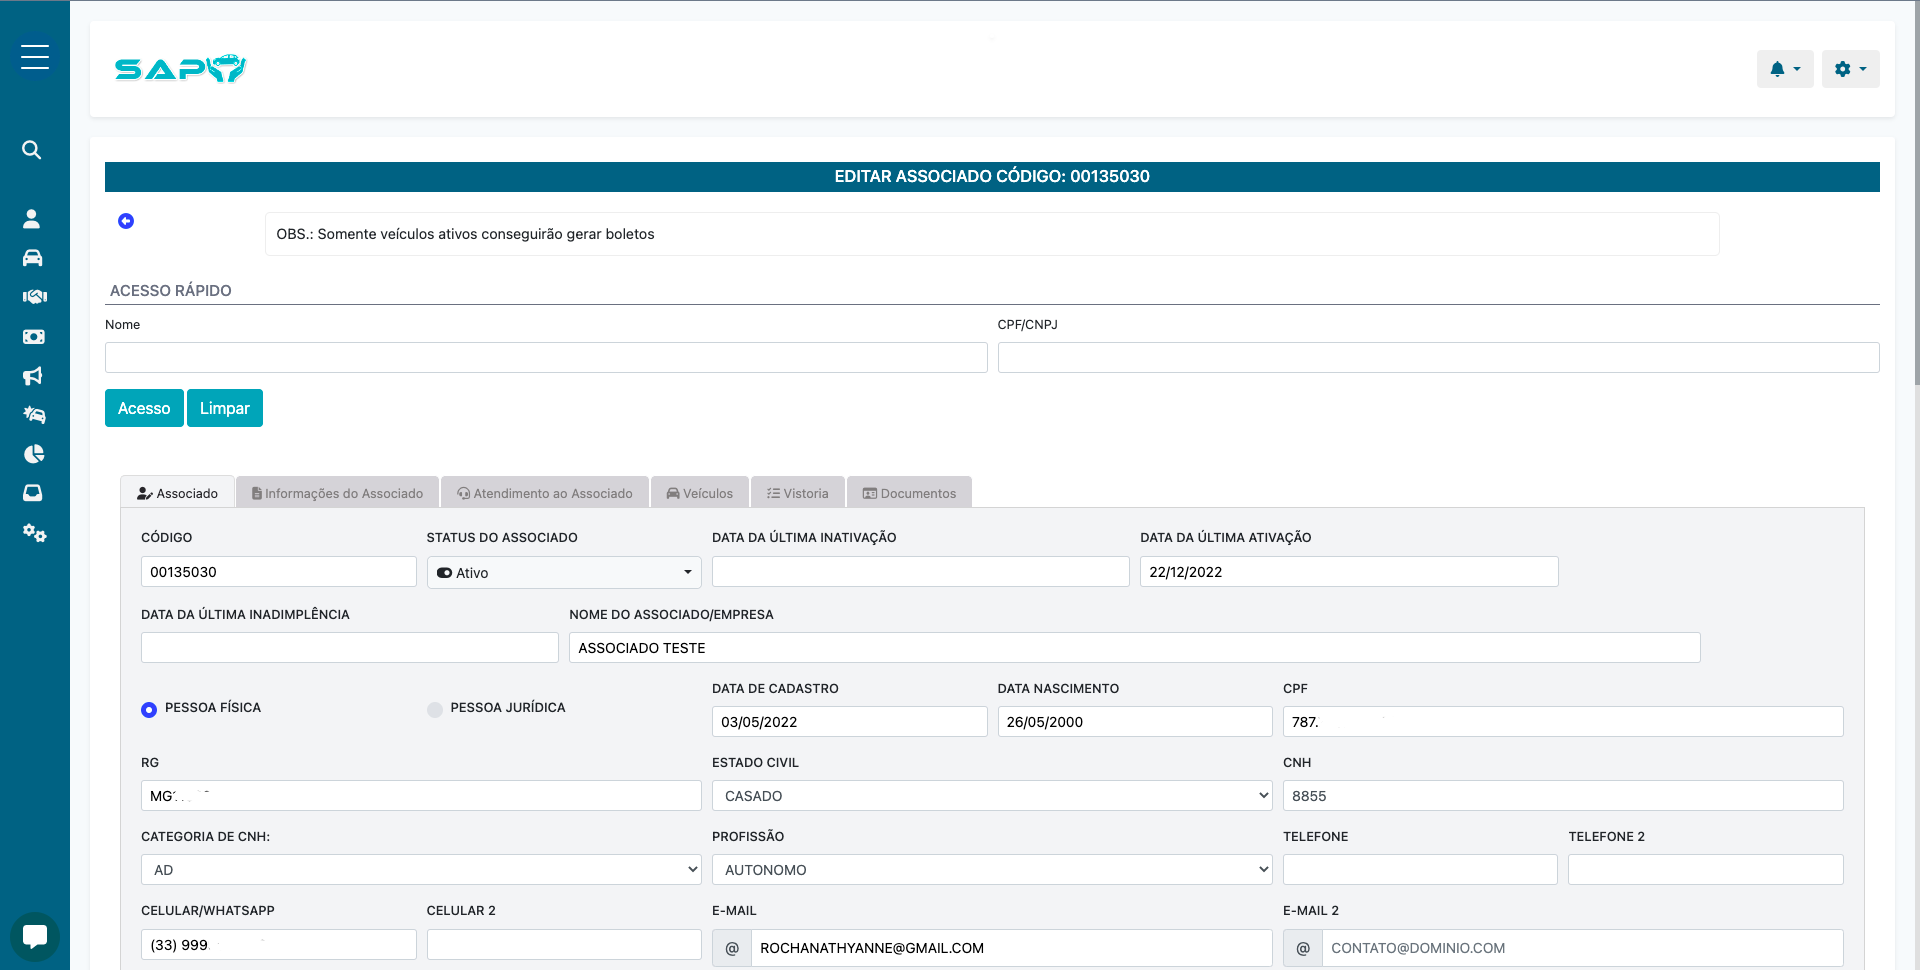 SAPY
EDITAR ASSOCIADO CÓDIGO: 00135030
OBS.: Somente veículos ativos conseguirão gerar boletos
ACESSO RÁPIDO
Nome CPF/CNPJ
Acesso Limpar
Associado Informações do Associado Atendimento ao Associado Veículos Vistoria Documentos
CÓDIGO STATUS DO ASSOCIADO DATA DA ÚLTIMA INATIVAÇÃO DATA DA ÚLTIMA ATIVAÇÃO
00135030 Ativo 22/12/2022
DATA DA ÚLTIMA INADIMPLÊNCIA NOME DO ASSOCIADO/EMPRESA
ASSOCIADO TESTE
PESSOA FÍSICA PESSOA JURÍDICA DATA DE CADASTRO DATA NASCIMENTO CPF
03/05/2022 26/05/2000 787.
RG ESTADO CIVIL CNH
MG CASADO 8855
CATEGORIA DE CNH: PROFISSÃO TELEFONE TELEFONE 2
AD AUTONOMO
CELULAR/WHATSAPP CELULAR 2 E-MAIL E-MAIL 2
(33) 999 @ ROCHANATHYANNE@GMAIL.COM @ CONTATO@DOMINIO.COM